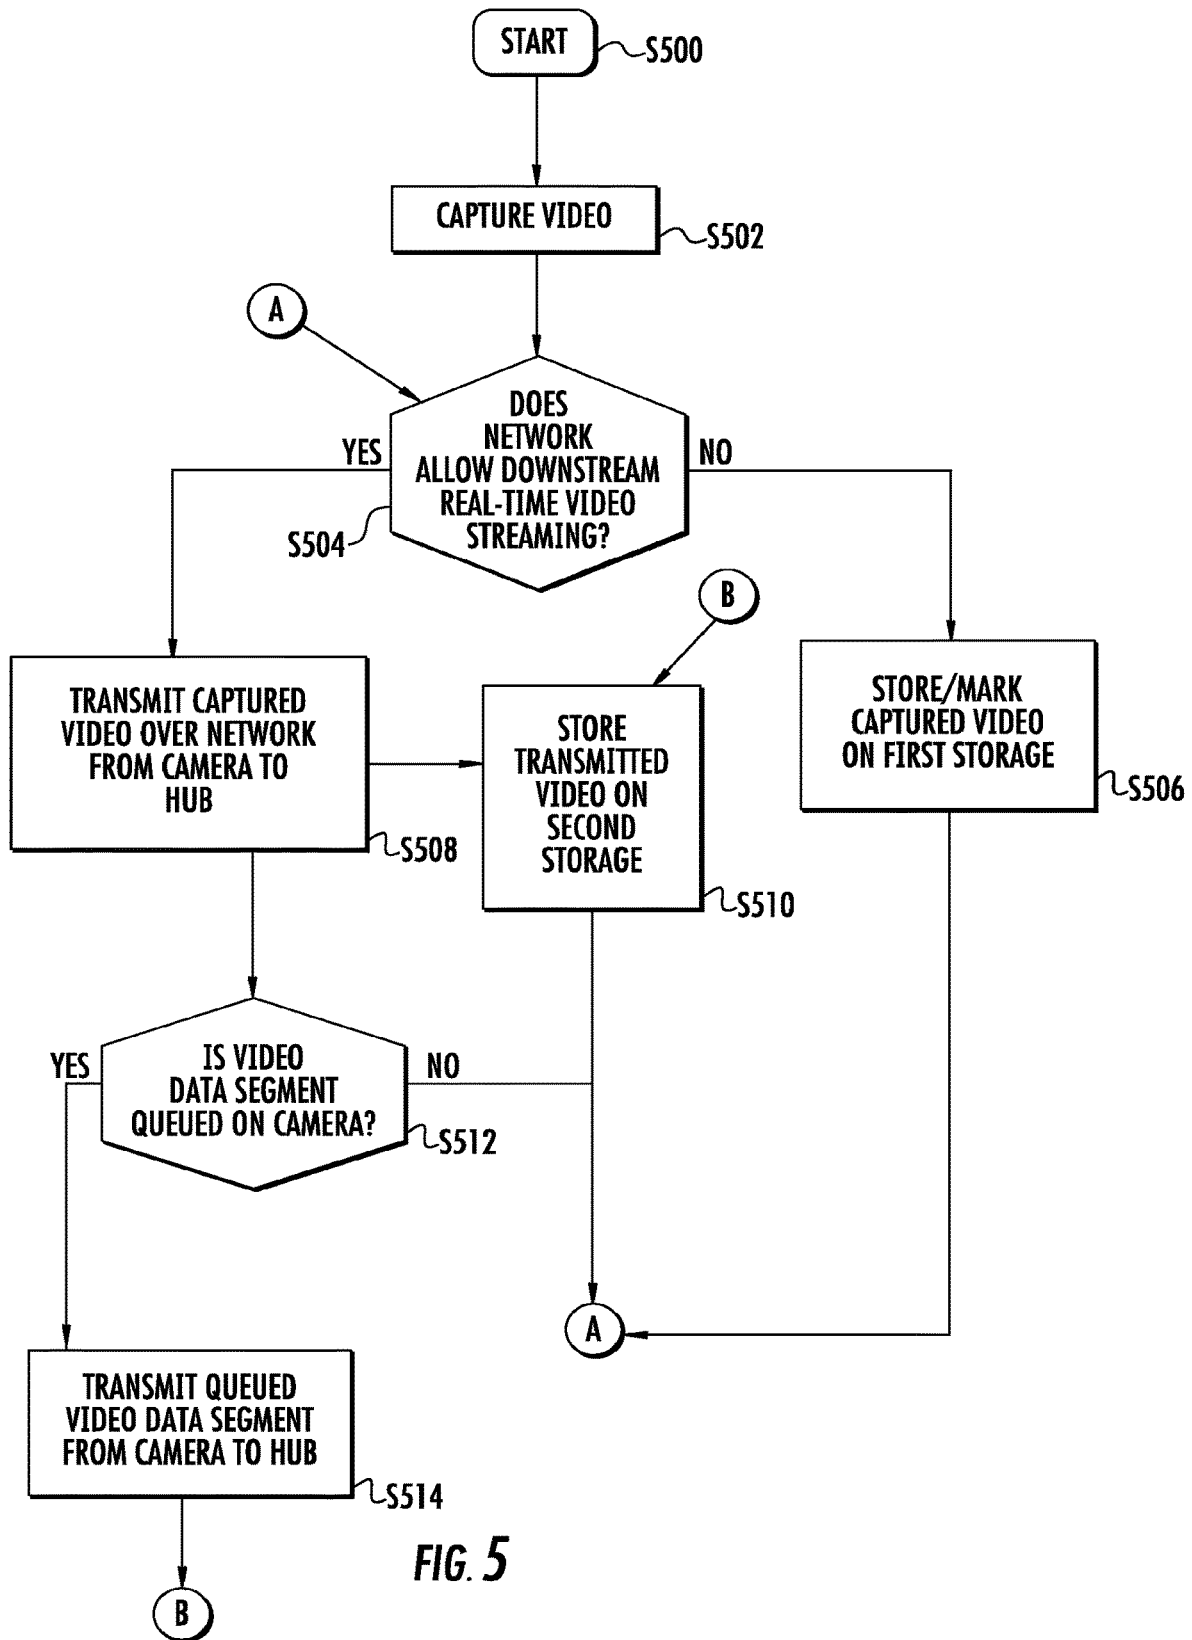 START
S500
CAPTURE VIDEO
S502
A
DOES
NETWORK
ALLOW DOWNSTREAM
REAL-TIME VIDEO
STREAMING?
YES
NO
S504
B
TRANSMIT CAPTURED
VIDEO OVER NETWORK
FROM CAMERA TO
HUB
S508
STORE
TRANSMITTED
VIDEO ON
SECOND
STORAGE
S510
STORE/MARK
CAPTURED VIDEO
ON FIRST STORAGE
S506
YES
IS VIDEO
DATA SEGMENT
QUEUED ON CAMERA?
NO
S512
A
TRANSMIT QUEUED
VIDEO DATA SEGMENT
FROM CAMERA TO HUB
S514
B
FIG. 5